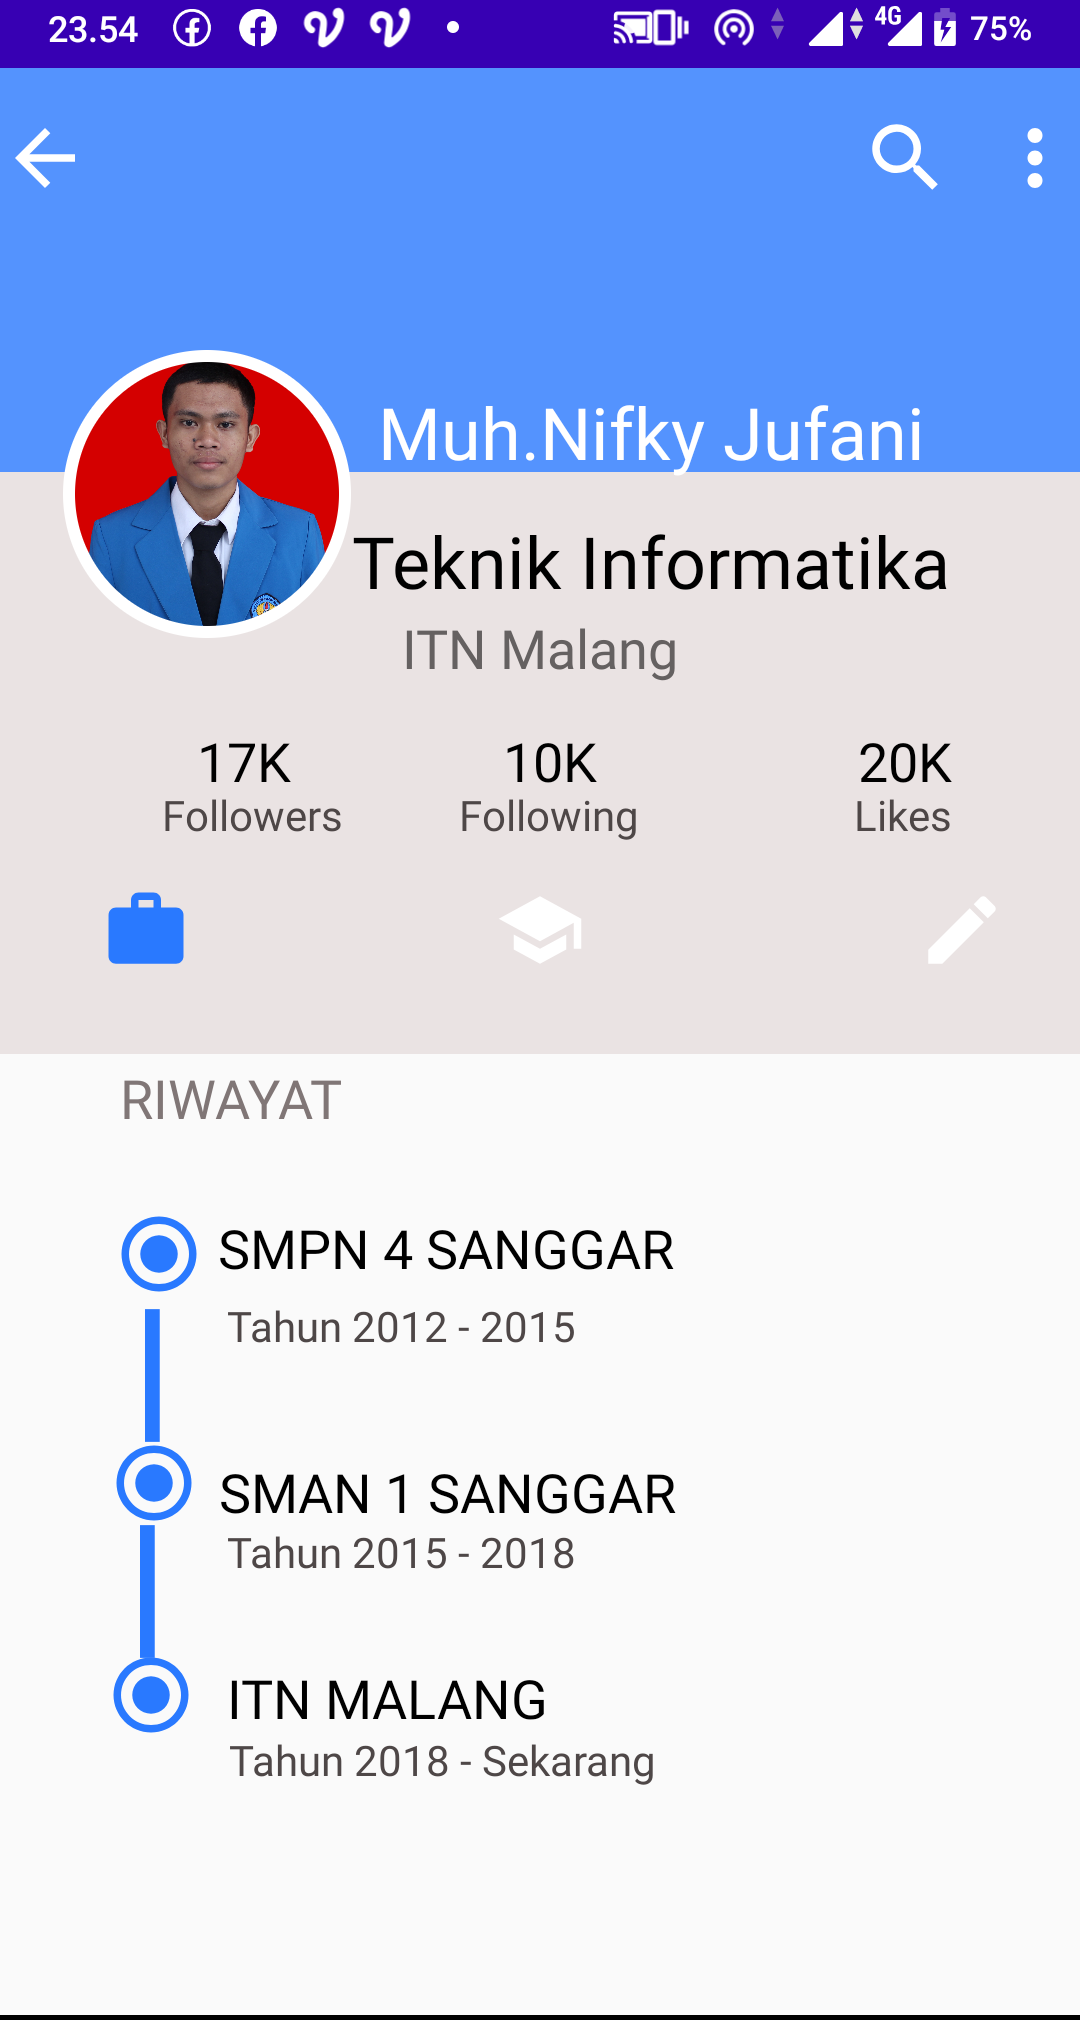 23.54
4G
75%
Muh.Nifky Jufani
Teknik Informatika
ITN Malang
17K 10K 20K
Followers Following Likes
RIWAYAT
SMPN 4 SANGGAR
Tahun 2012 - 2015
SMAN 1 SANGGAR
Tahun 2015 - 2018
ITN MALANG
Tahun 2018 - Sekarang